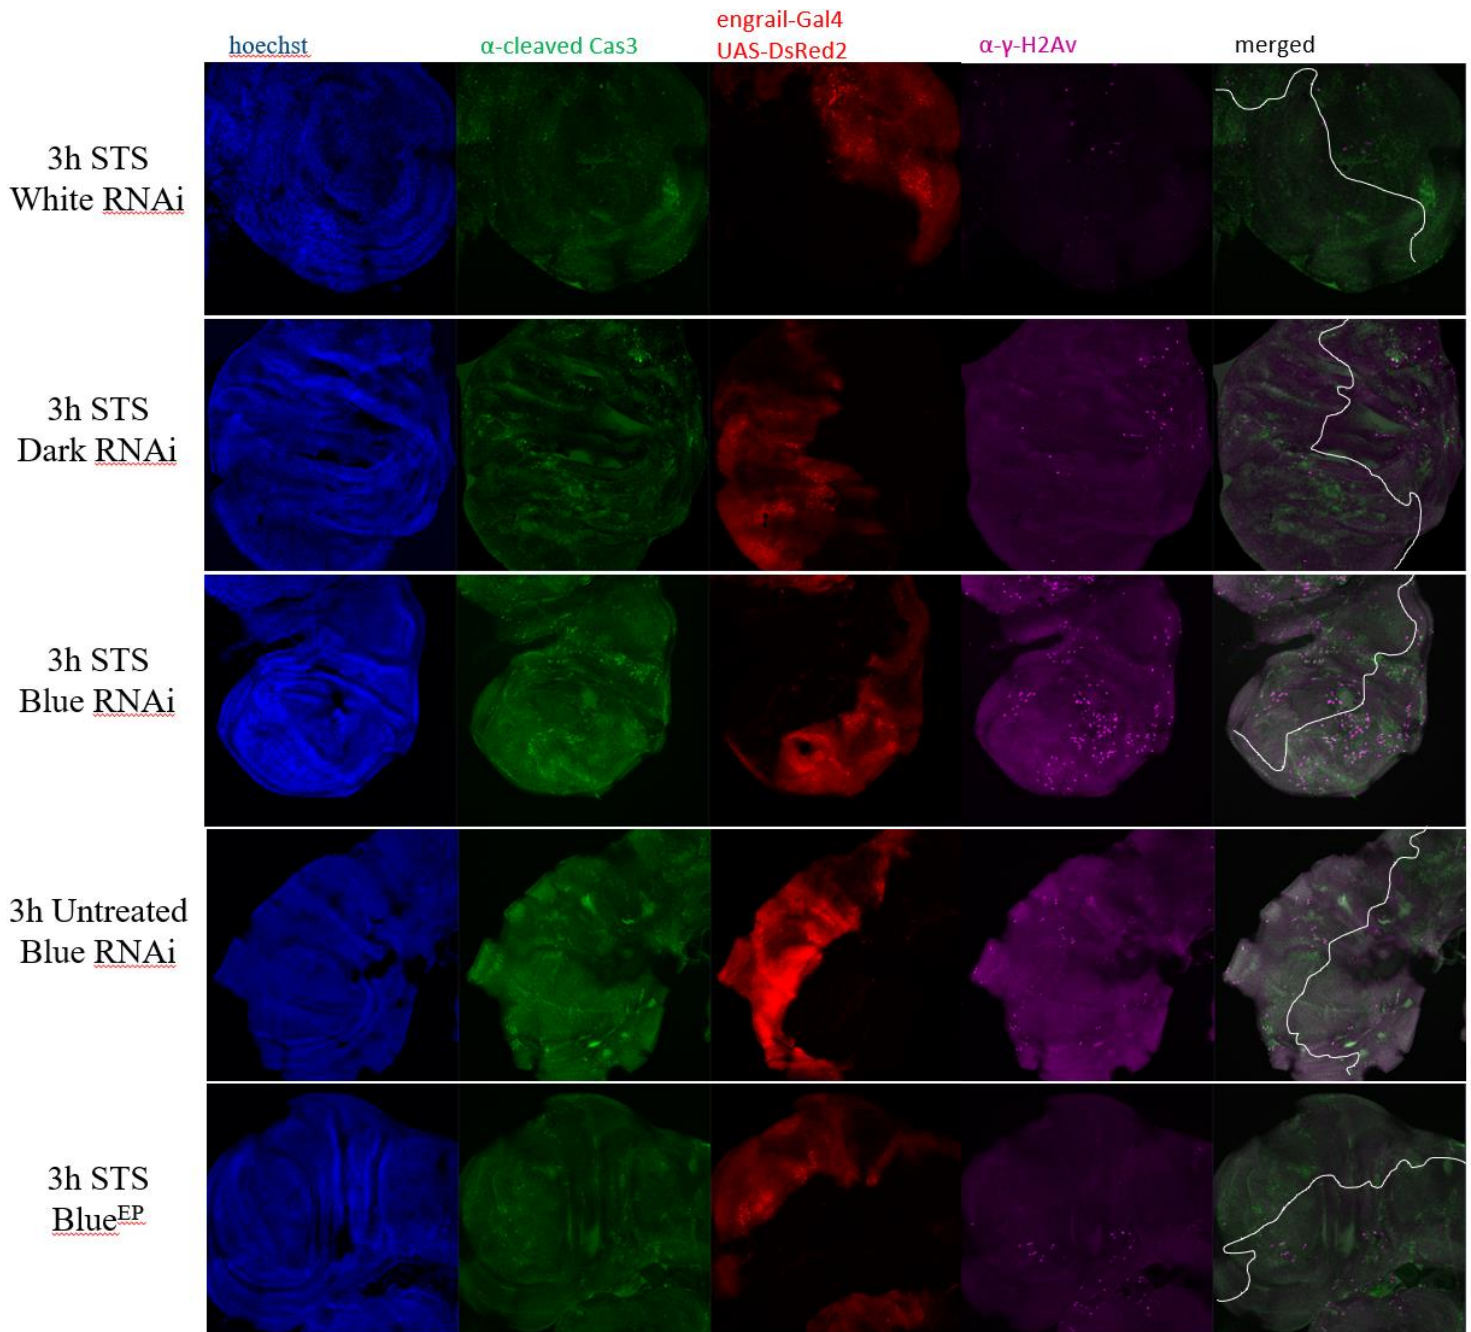 engrail-Gal4
hoechst α-cleaved Cas3 UAS-DsRed2 α-γ-H2Av merged
3h STS
White RNAi
3h STS
Dark RNAi
3h STS
Blue RNAi
3h Untreated
Blue RNAi
3h STS
Blueᴱᴾ